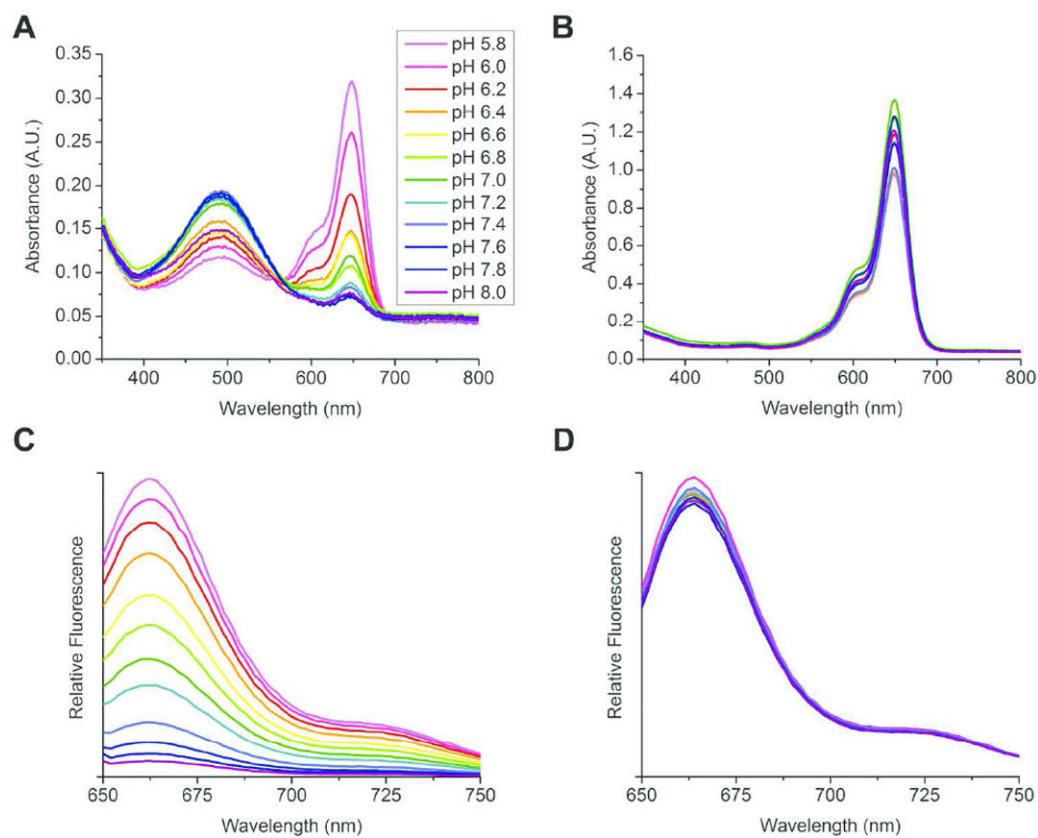 A
Absorbance (A.U.)
0.35
0.30
0.25
0.20
0.15
0.10
0.05
0.00
400 500 600 700 800
Wavelength (nm)
pH 5.8
pH 6.0
pH 6.2
pH 6.4
pH 6.6
pH 6.8
pH 7.0
pH 7.2
pH 7.4
pH 7.6
pH 7.8
pH 8.0
B
Absorbance (A.U.)
1.6
1.4
1.2
1.0
0.8
0.6
0.4
0.2
0.0
400 500 600 700 800
Wavelength (nm)
C
Relative Fluorescence
650 675 700 725 750
Wavelength (nm)
D
Relative Fluorescence
650 675 700 725 750
Wavelength (nm)